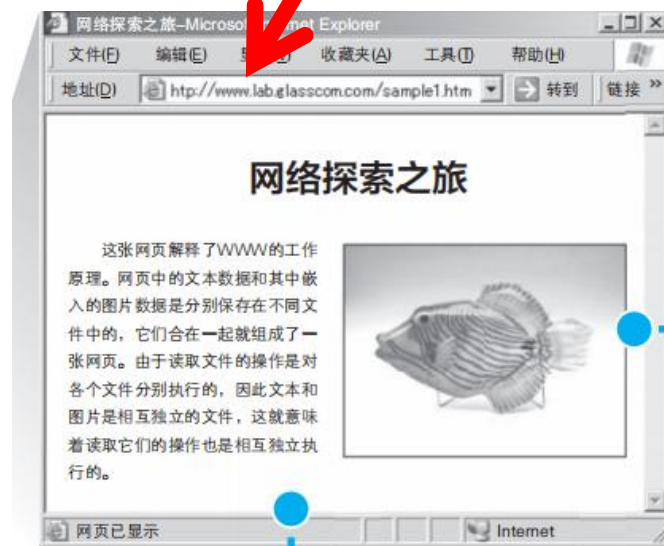 网络探索之旅–Microsoft Internet Explorer
文件(F) 编辑(E) 收藏夹(A) 工具(T) 帮助(H)
地址(D) http://www.lab.glasscom.com/sample1.htm 转到 链接 »
网络探索之旅
这张网页解释了WWW的工作
原理。网页中的文本数据和其中嵌
入的图片数据是分别保存在不同文
件中的，它们合在一起就组成了一
张网页。由于读取文件的操作是对
各个文件分别执行的，因此文本和
图片是相互独立的文件，这就意味
着读取它们的操作也是相互独立执
行的。
网页已显示 Internet